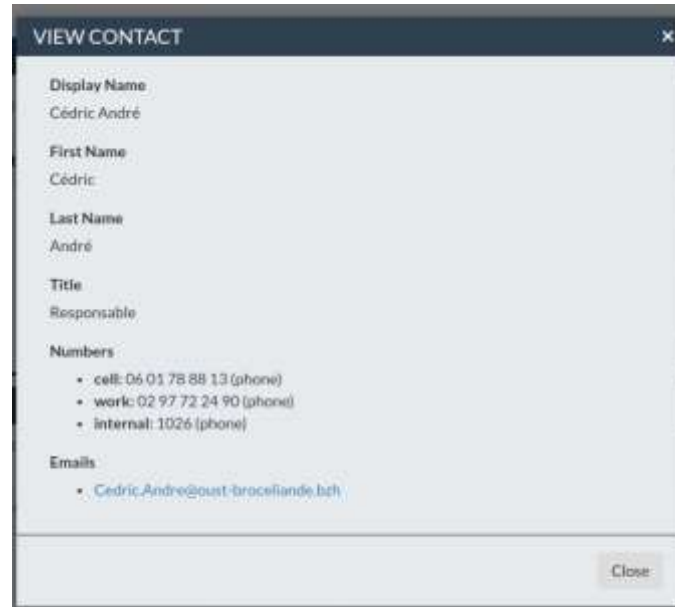 VIEW CONTACT ×
Display Name
Cédric André
First Name
Cédric
Last Name
André
Title
Responsable
Numbers
• cell: 06 01 78 88 13 (phone)
• work: 02 97 72 24 90 (phone)
• internal: 1026 (phone)
Emails
• Cedric.Andre@oust-broceliande.bzh
Close